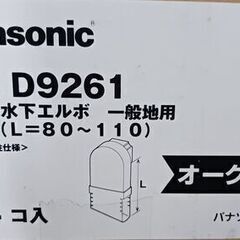 asonic
D9261
水下エルボ 一般地用
(L=80～110)
仕様>
L
オーク
コ入
パナソ